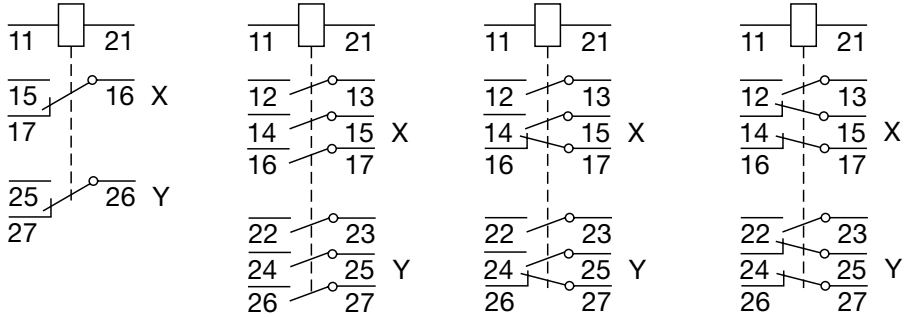 11 21 11 21 11 21 11 21
15 16 X 12 13 12 13 12 13
17 14 15 X 14 15 X 14 15 X
16 17 16 17 16 17
25 26 Y 22 23 22 23 22 23
27 24 25 Y 24 25 Y 24 25 Y
26 27 26 27 26 27